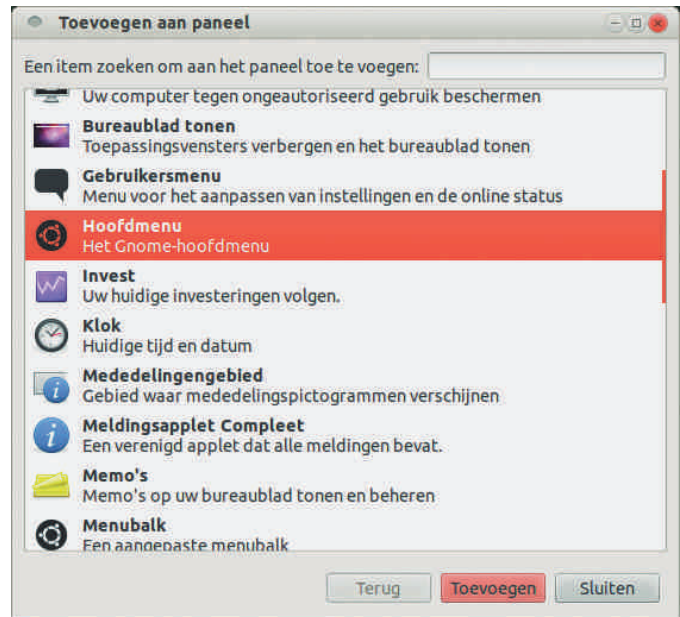 Toevoegen aan paneel
Een item zoeken om aan het paneel toe te voegen:
Uw computer tegen ongeautoriseerd gebruik beschermen
Bureaublad tonen
Toepassingsvensters verbergen en het bureaublad tonen
Gebruikersmenu
Menu voor het aanpassen van instellingen en de online status
Hoofdmenu
Het Gnome-hoofdmenu
Invest
Uw huidige investeringen volgen.
Klok
Huidige tijd en datum
Mededelingengebied
Gebied waar mededelingspictogrammen verschijnen
Meldingsapplet Compleet
Een verenigd applet dat alle meldingen bevat.
Memo's
Memo's op uw bureaublad tonen en beheren
Menubalk
Een aangepaste menubalk
Terug Toevoegen Sluiten